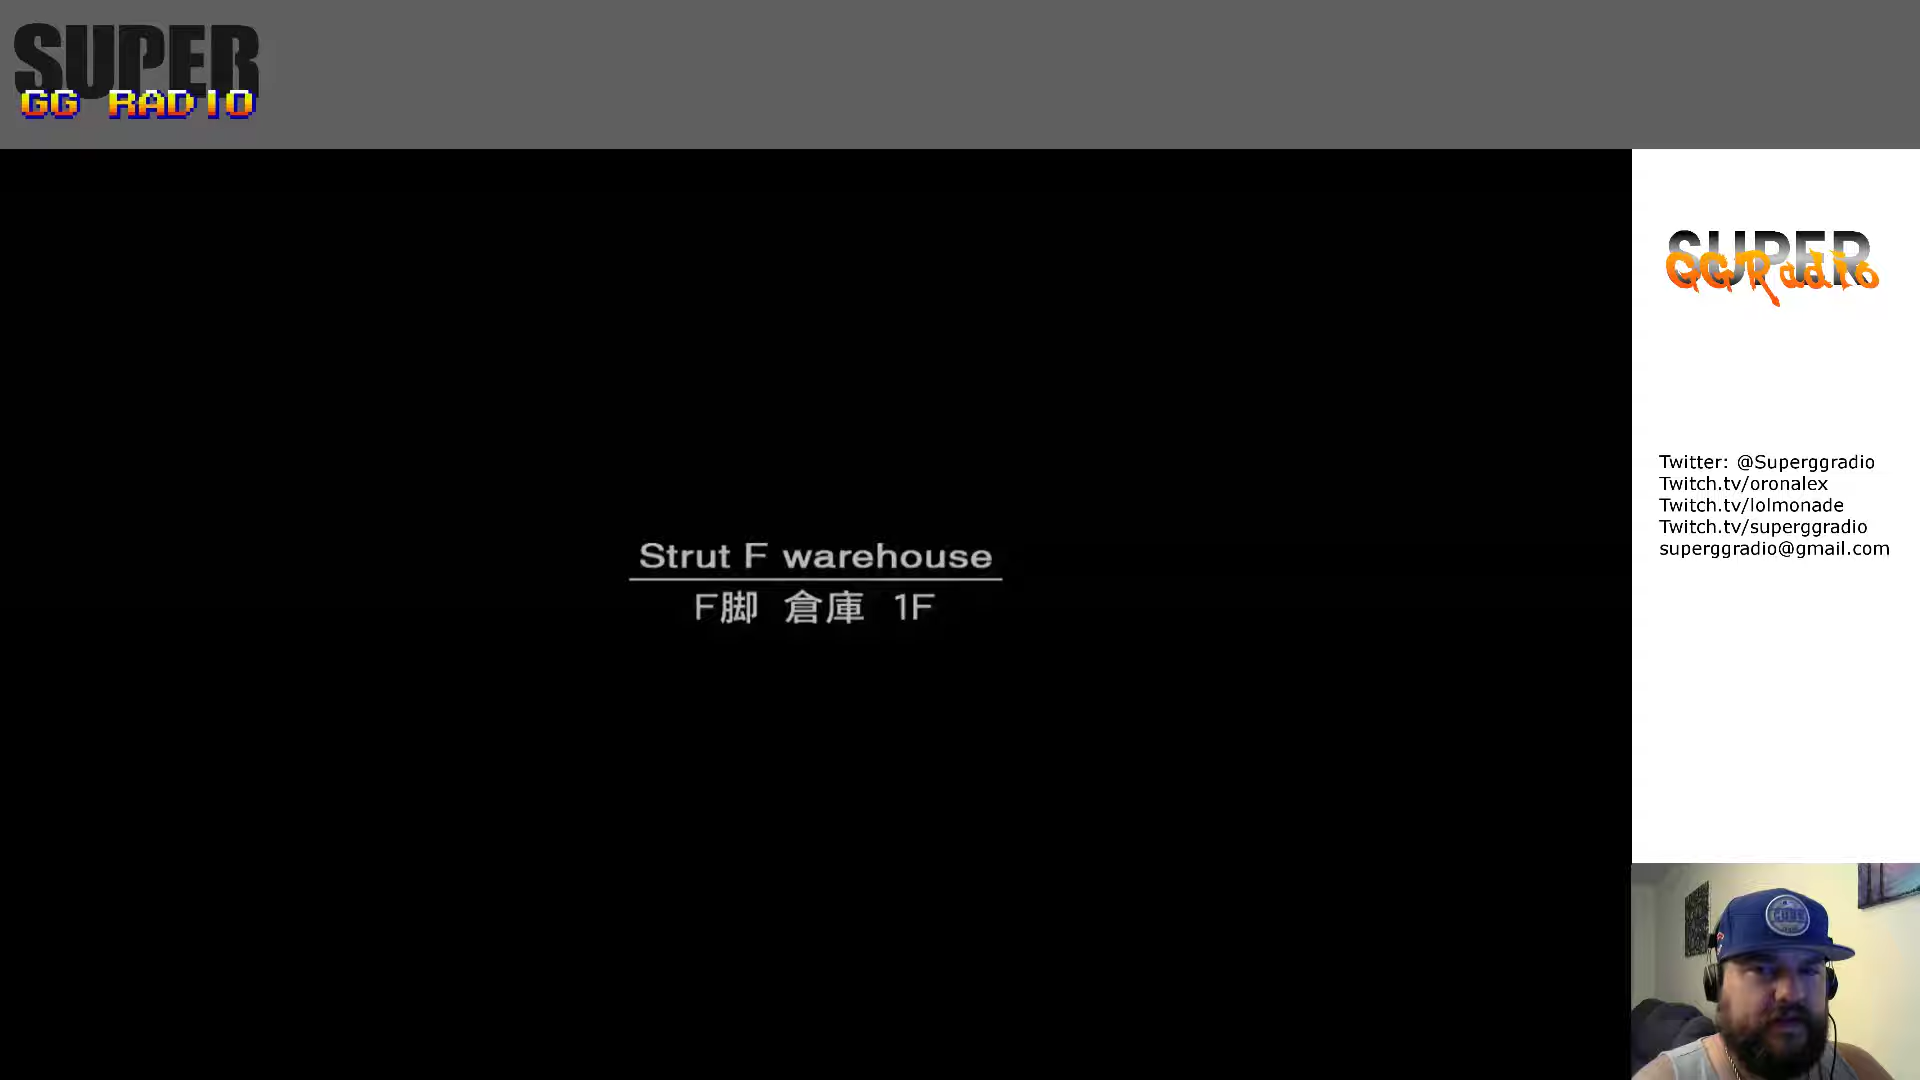 SUPER
GG RADIO
SUPER
GGRadio
Strut F warehouse
F脚 倉庫 1F
Twitter: @Superggradio
Twitch.tv/oronalex
Twitch.tv/lolmonade
Twitch.tv/superggradio
superggradio@gmail.com
CUBS